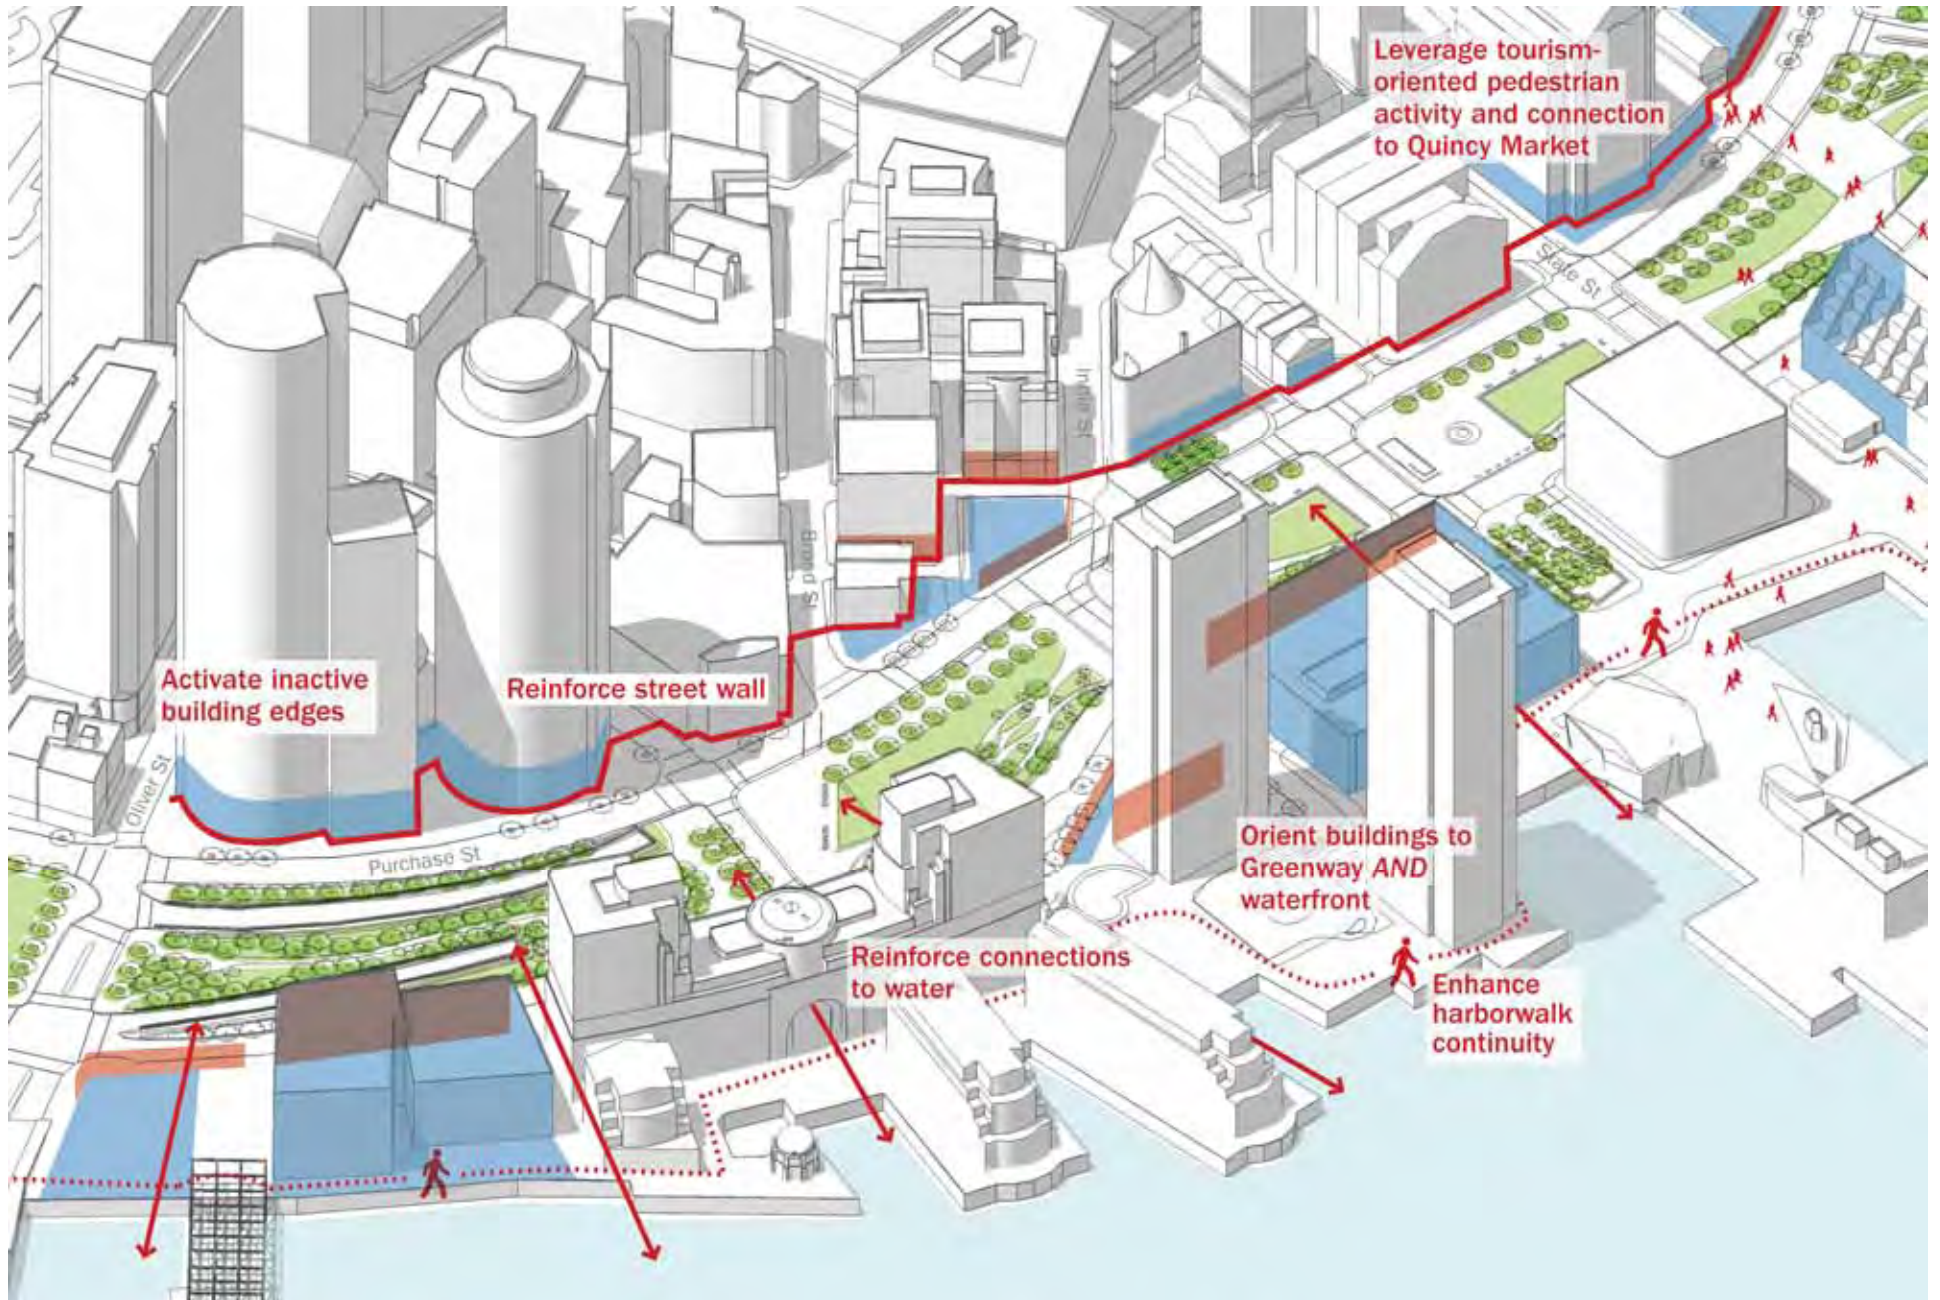 Leverage tourism-
oriented pedestrian
activity and connection
to Quincy Market
State St
India St
Broad St
Activate inactive
building edges
Reinforce street wall
Oliver St
Purchase St
Orient buildings to
Greenway AND
waterfront
Reinforce connections
to water
Enhance
harborwalk
continuity